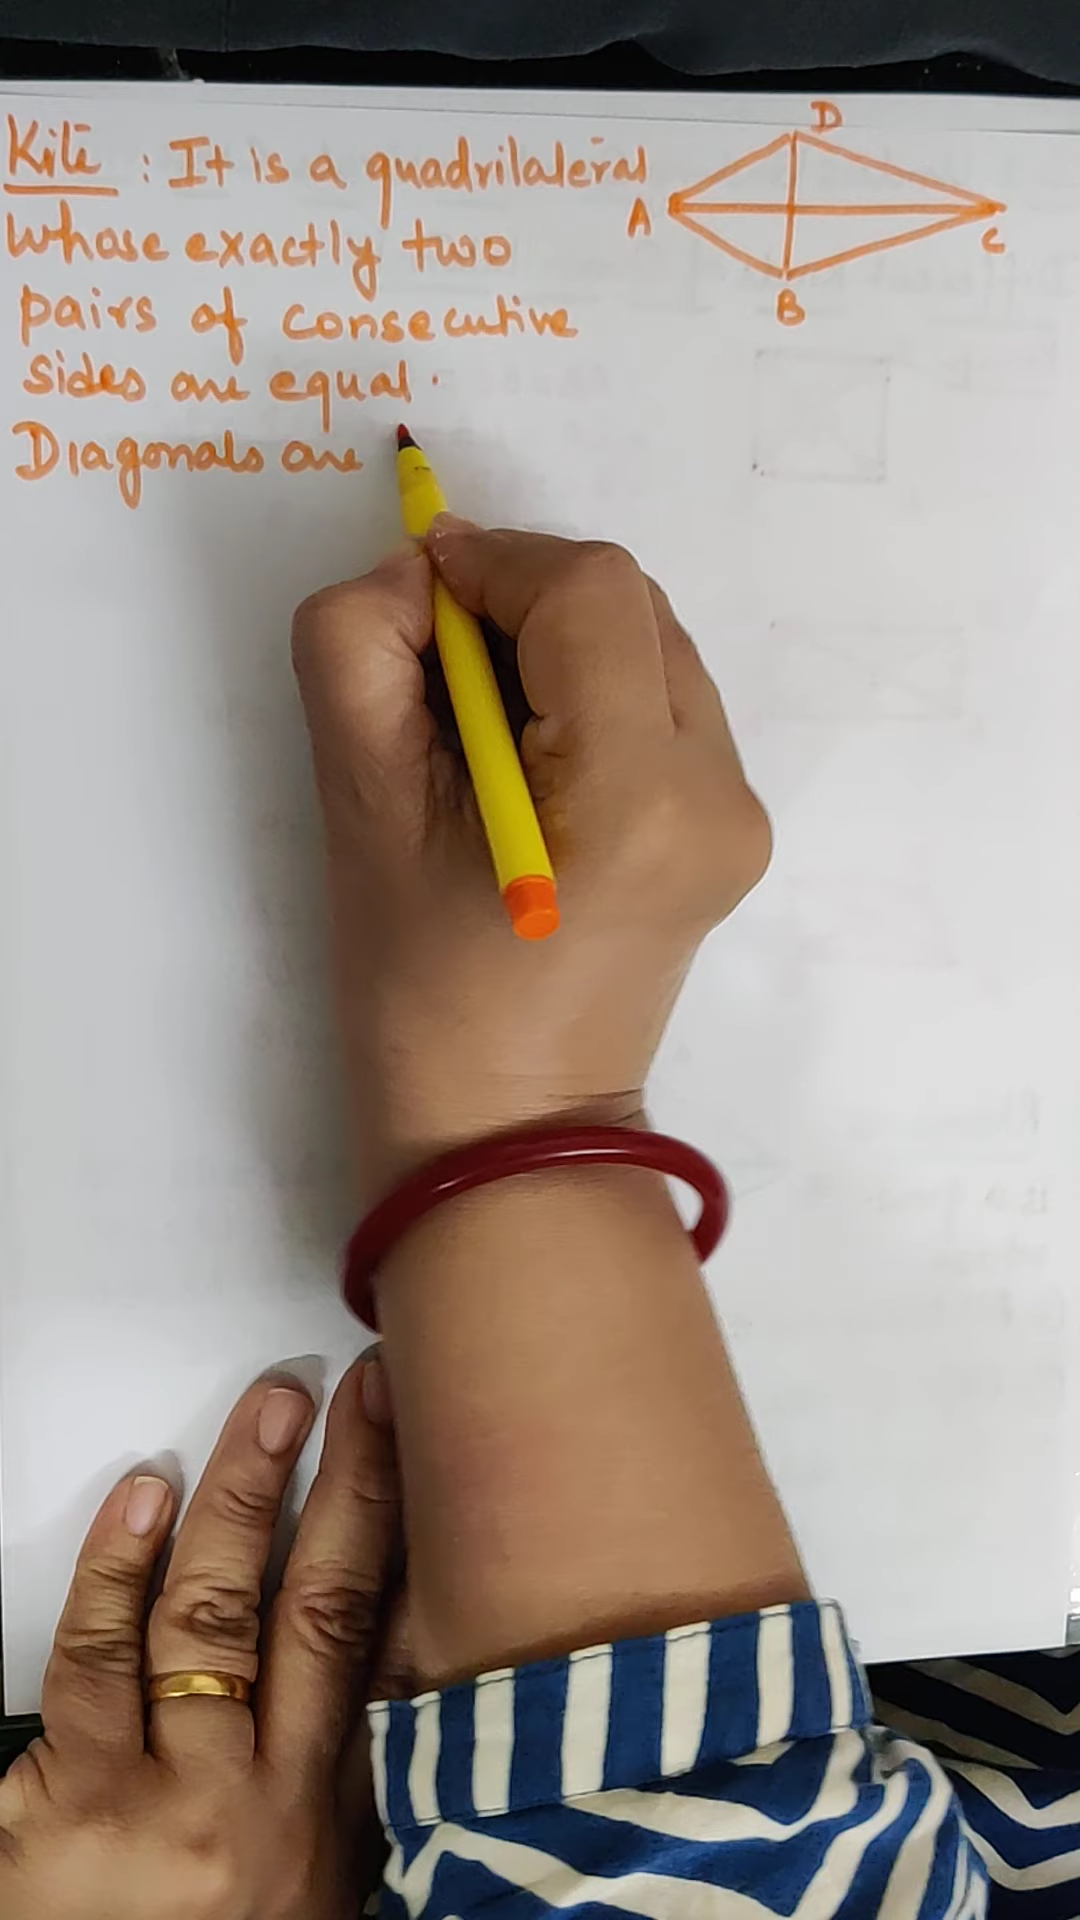 Kite : It is a quadrilateral
whose exactly two
pairs of consecutive
sides are equal.
Diagonals are
D
A
C
B